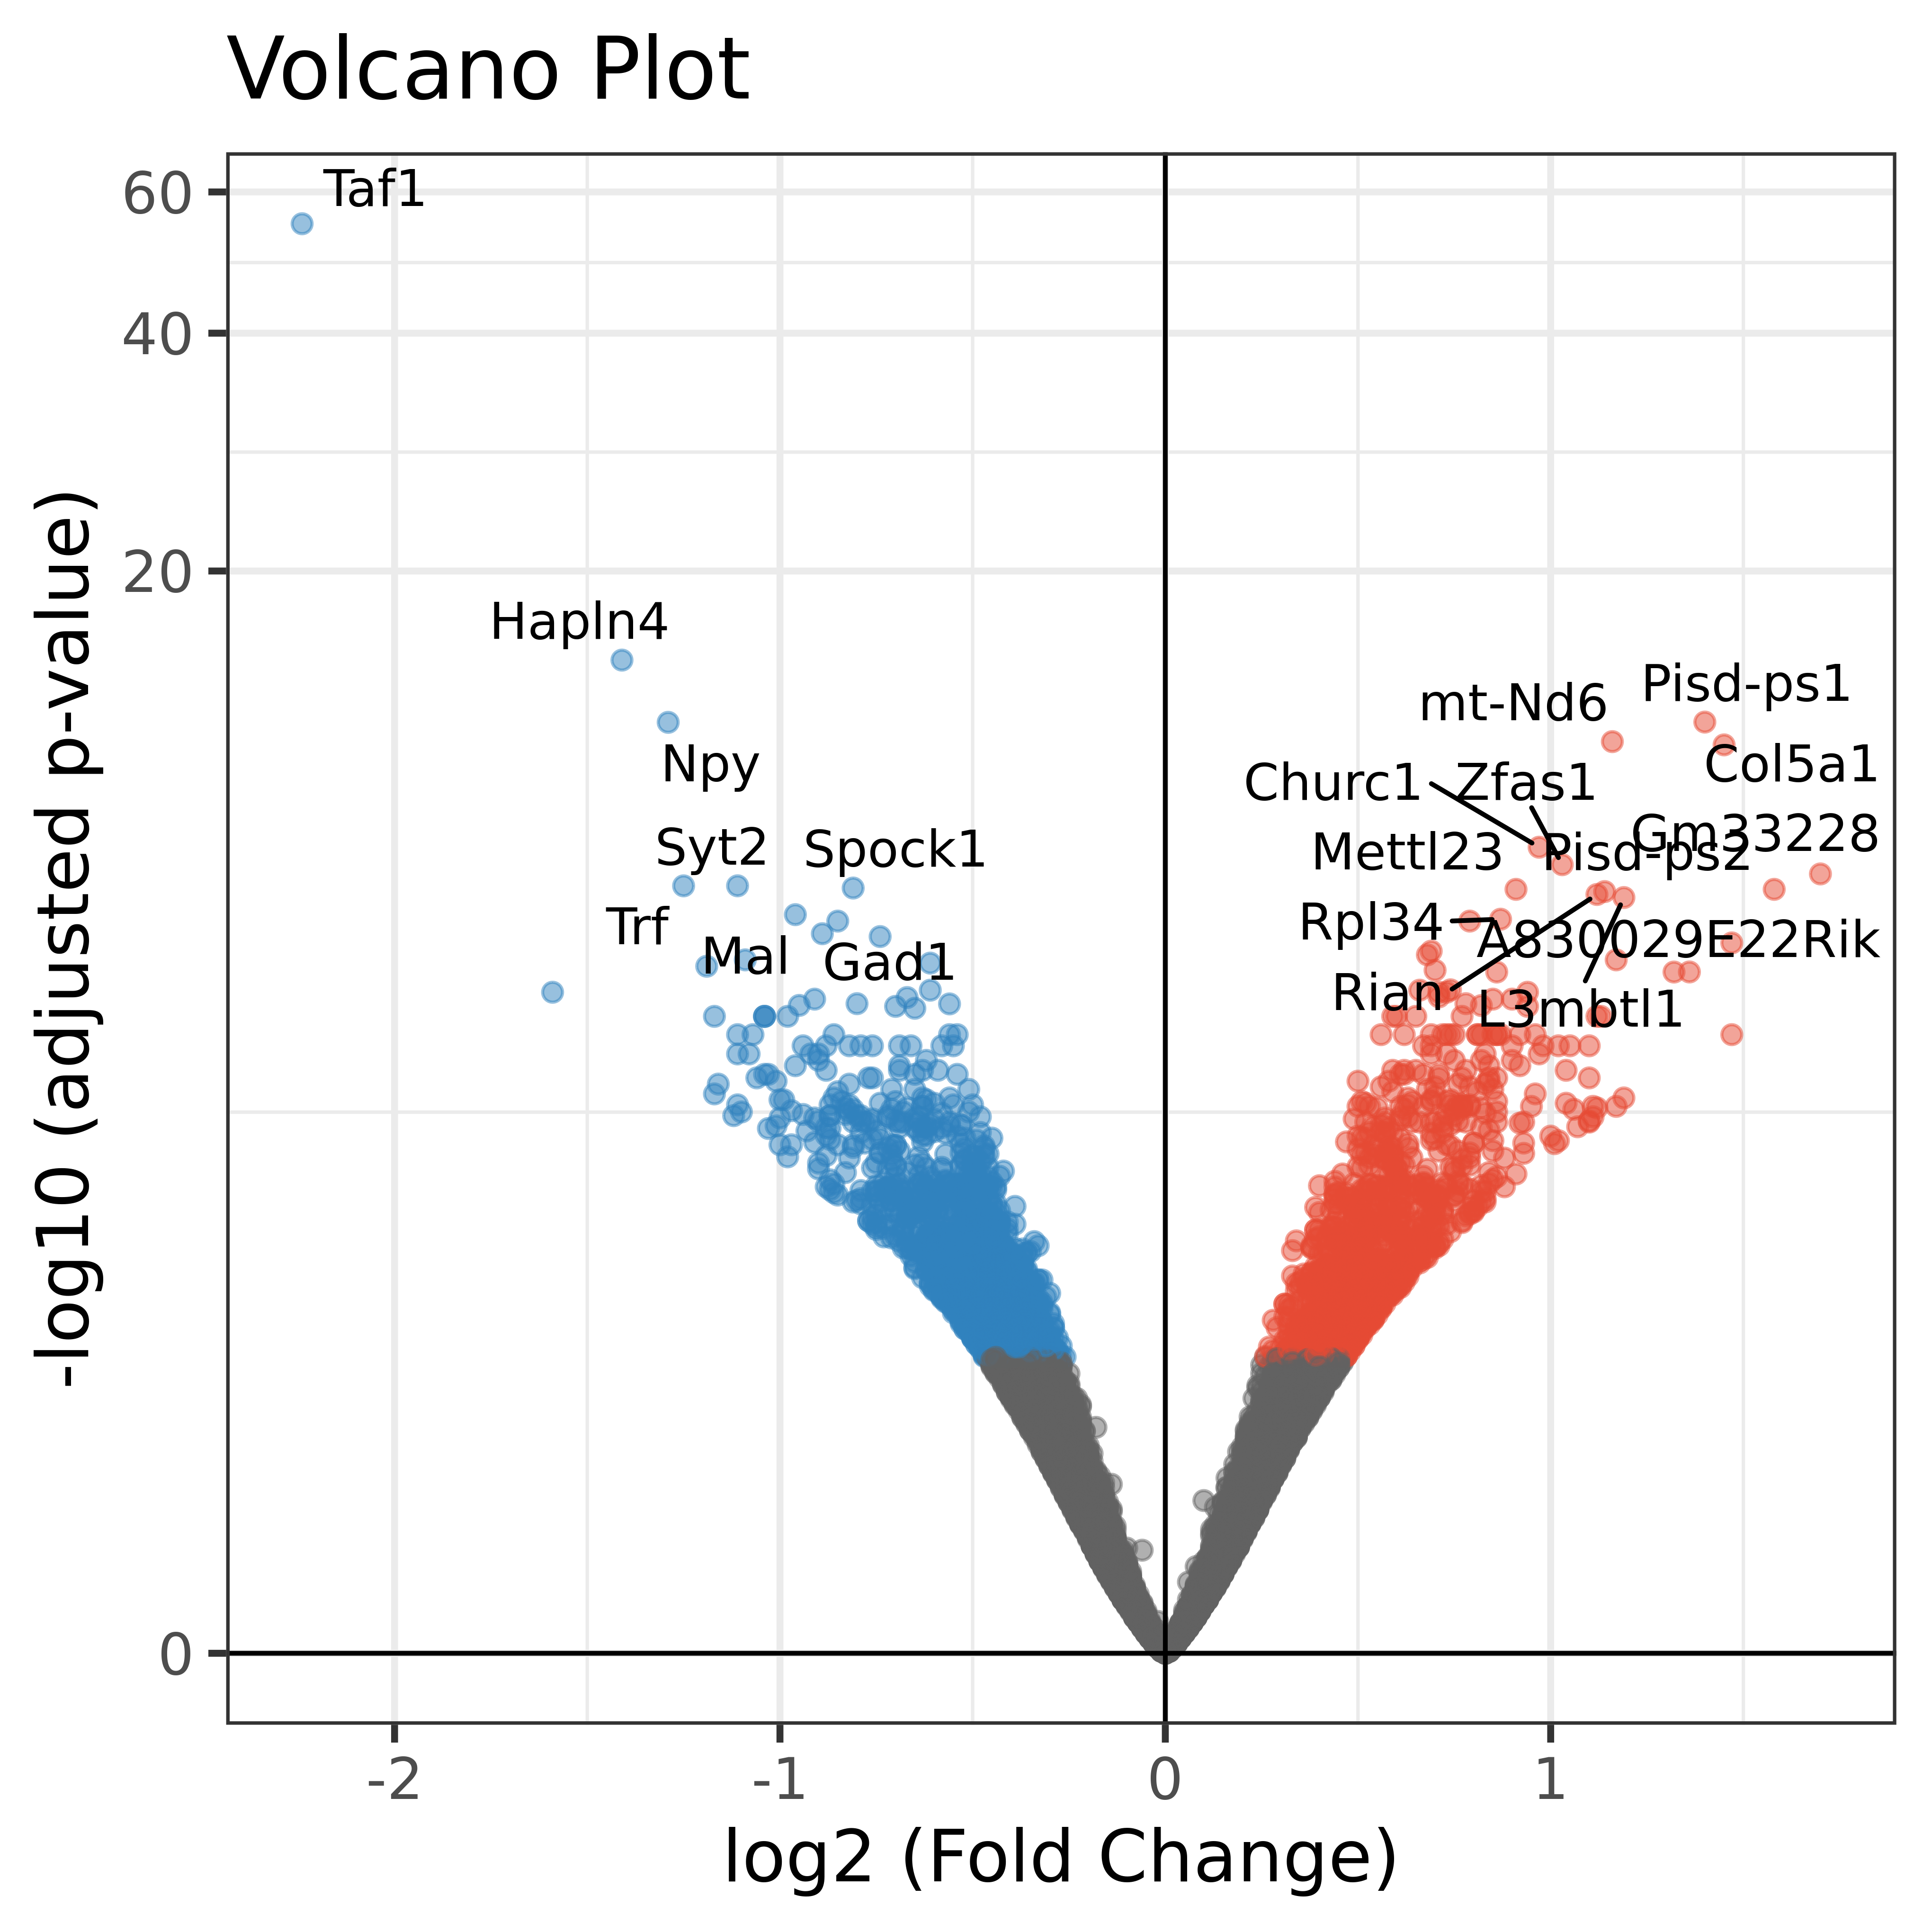 Volcano Plot
-log10 (adjusted p-value)
60
40
20
0
Taf1
Hapln4
Npy
Syt2
Spock1
Trf
Mal
Gad1
Pisd-ps1
mt-Nd6
Col5a1
Churc1
Zfas1
Gm33228
Mettl23
Pisd-ps2
Rpl34
A830029E22Rik
Rian
L3mbtl1
-2
-1
0
1
log2 (Fold Change)